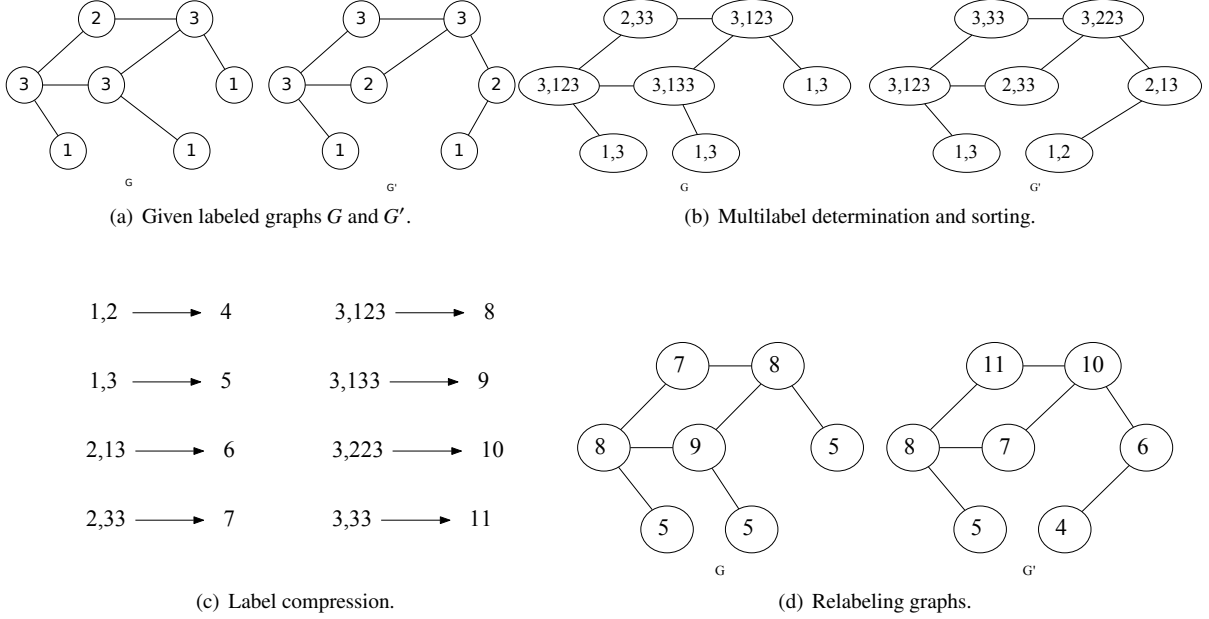 2 3 3 3
3 3 1 3 2 2
1 1 1 1
G G'
(a) Given labeled graphs G and G′.
2,33 3,123 3,33 3,223
3,123 3,133 1,3 3,123 2,33 2,13
1,3 1,3 1,3 1,2
G G'
(b) Multilabel determination and sorting.
1,2 4 3,123 8
1,3 5 3,133 9
2,13 6 3,223 10
2,33 7 3,33 11
(c) Label compression.
7 8 11 10
8 9 5 8 7 6
5 5 5 4
G G'
(d) Relabeling graphs.